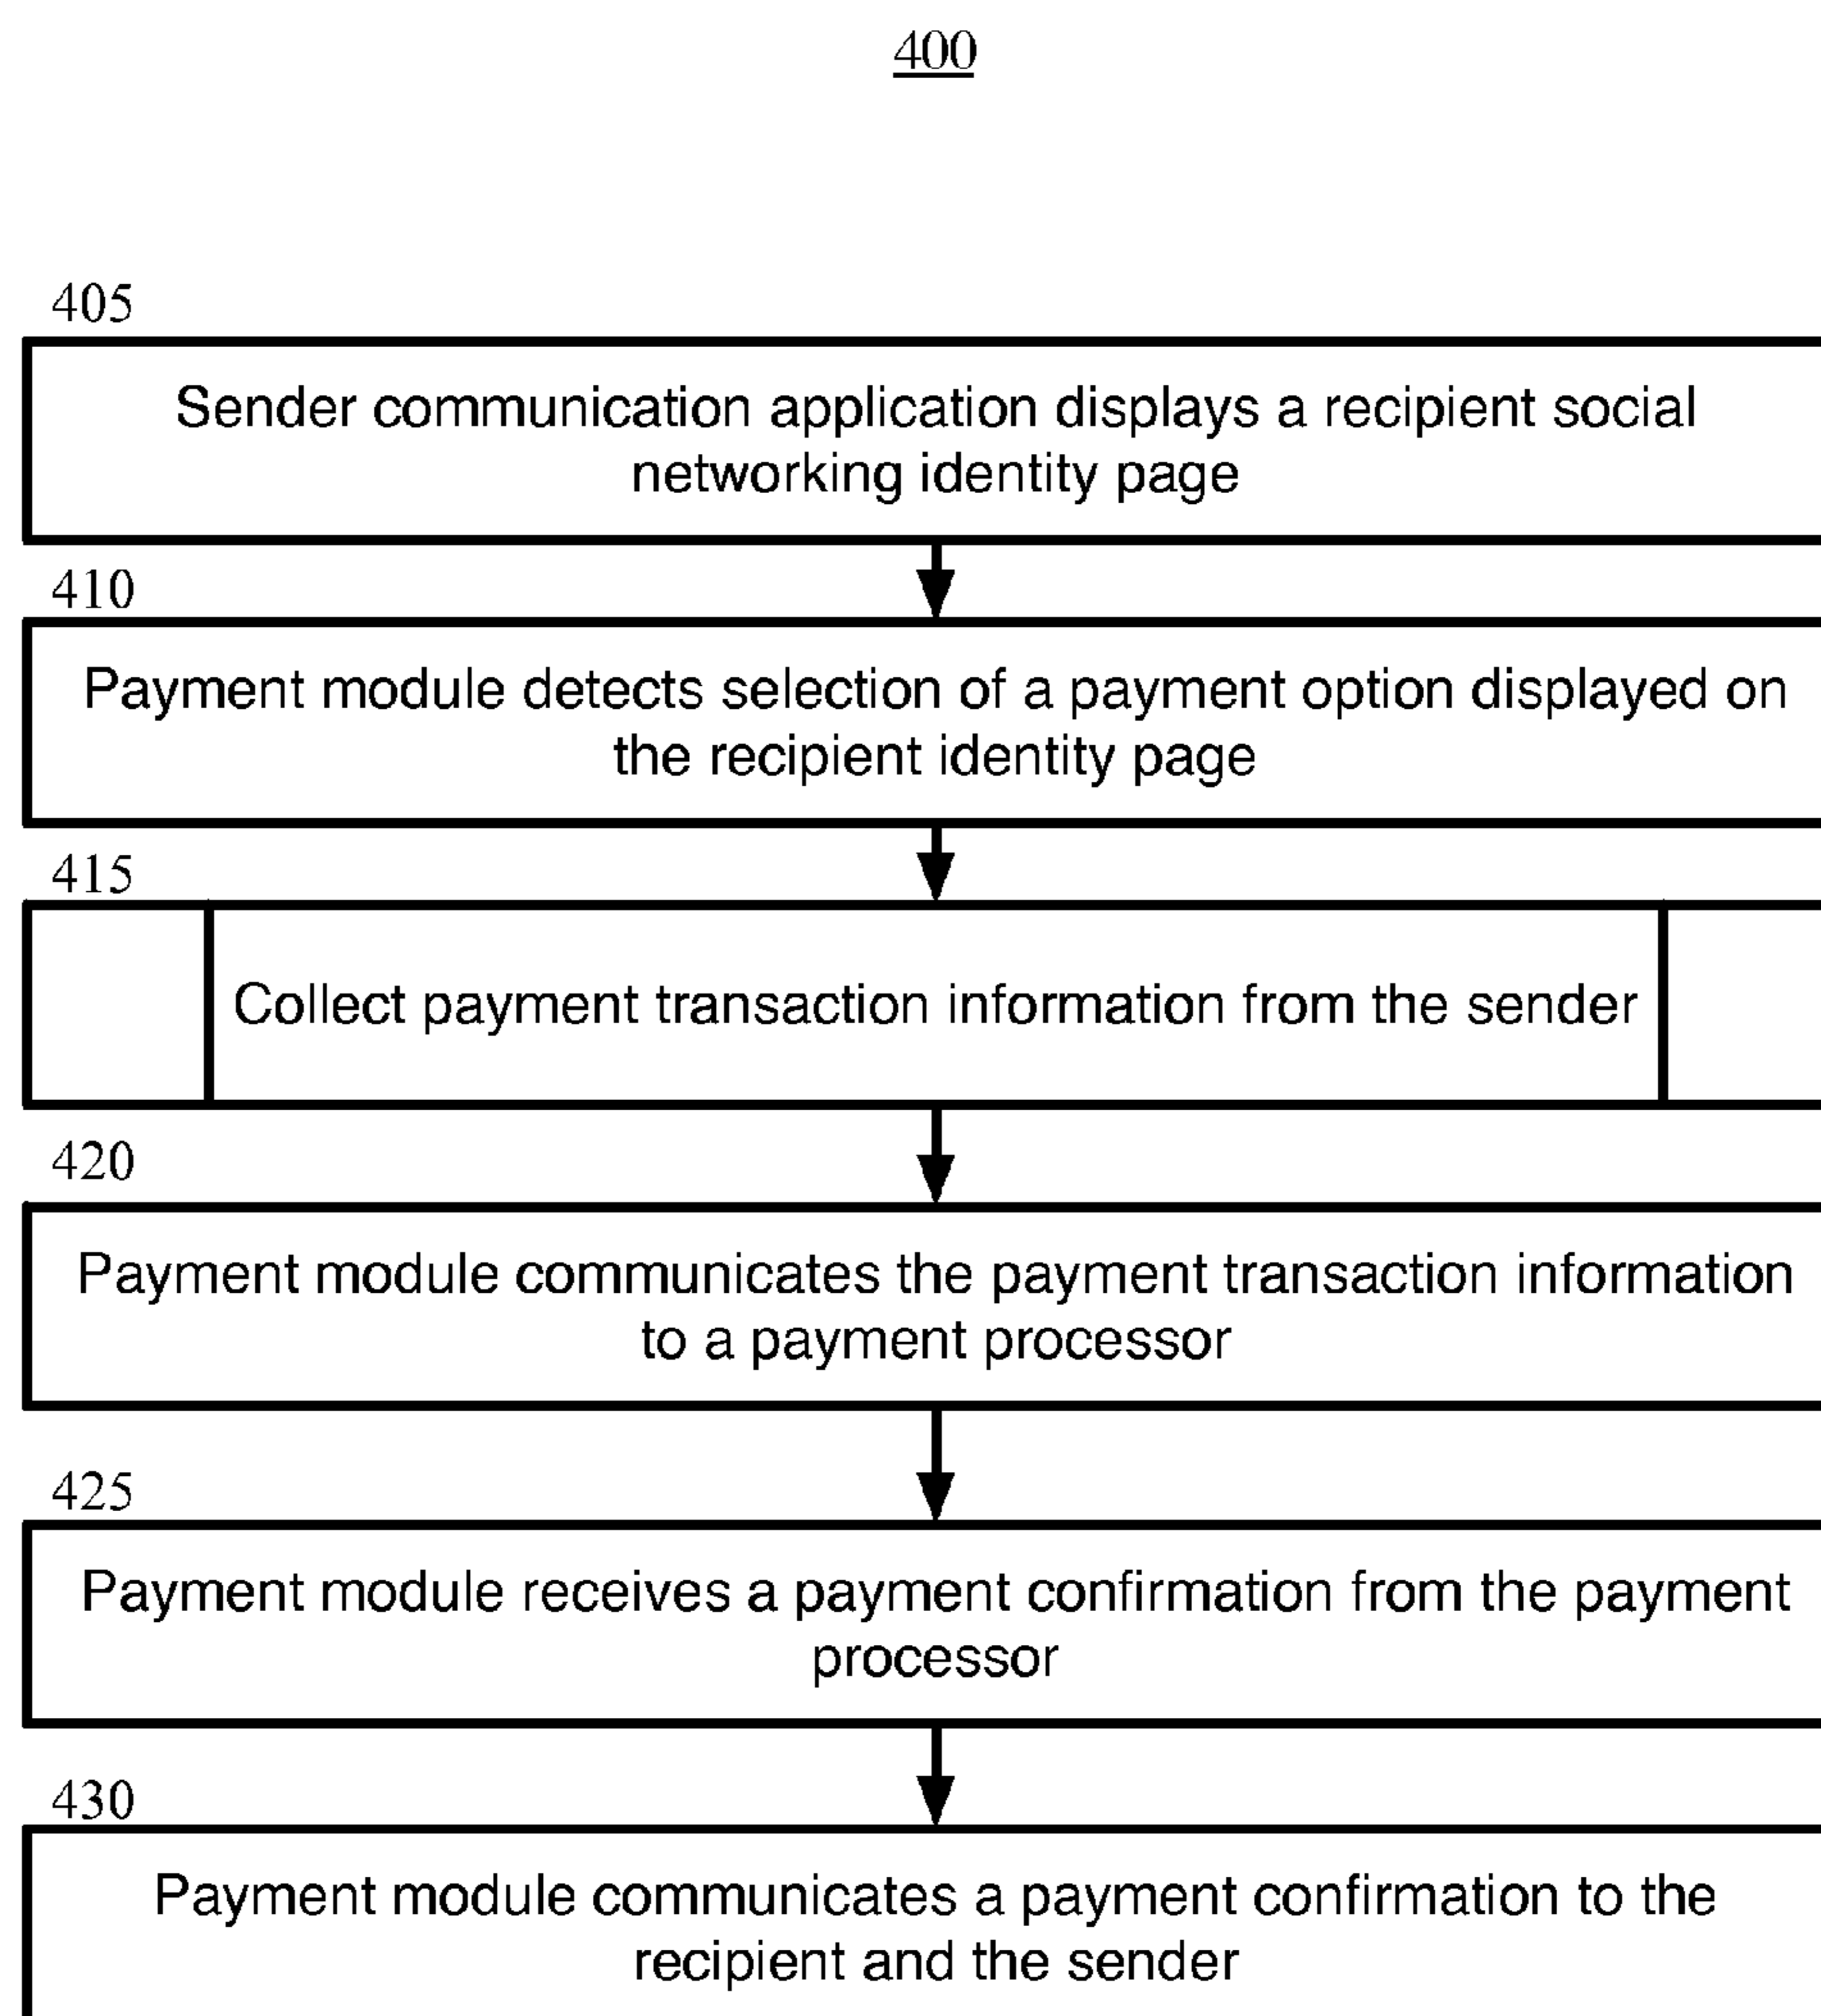 400
405
Sender communication application displays a recipient social
networking identity page
410
Payment module detects selection of a payment option displayed on
the recipient identity page
415
Collect payment transaction information from the sender
420
Payment module communicates the payment transaction information
to a payment processor
425
Payment module receives a payment confirmation from the payment
processor
430
Payment module communicates a payment confirmation to the
recipient and the sender